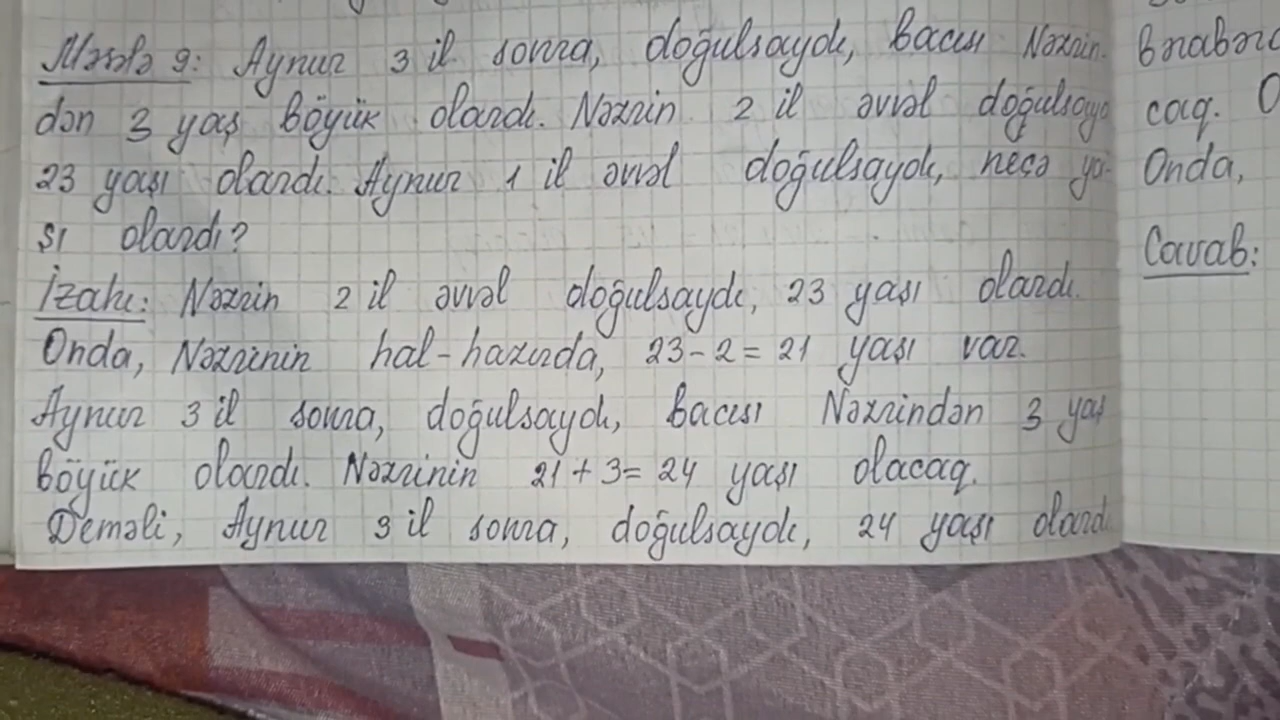 Məsələ 9: Aynur 3 il sonra, doğulsaydı, bacısı Nəzrin-
dən 3 yaş böyük olardı. Nəzrin 2 il əvvəl doğulsayd
23 yaşı olardı. Aynur 1 il əvvəl doğulsaydı, neçə ya-
şı olardı?
İzahı: Nəzrin 2 il əvvəl doğulsaydı, 23 yaşı olardı.
Onda, Nəzrinin hal-hazırda, 23-2=21 yaşı var.
Aynur 3 il sonra, doğulsaydı, bacısı Nəzrindən 3 yaş
böyük olardı. Nəzrinin 21+3=24 yaşı olacaq.
Deməli, Aynur 3 il sonra, doğulsaydı, 24 yaşı olard
bərabərə
caq. O
Onda,
Cavab: